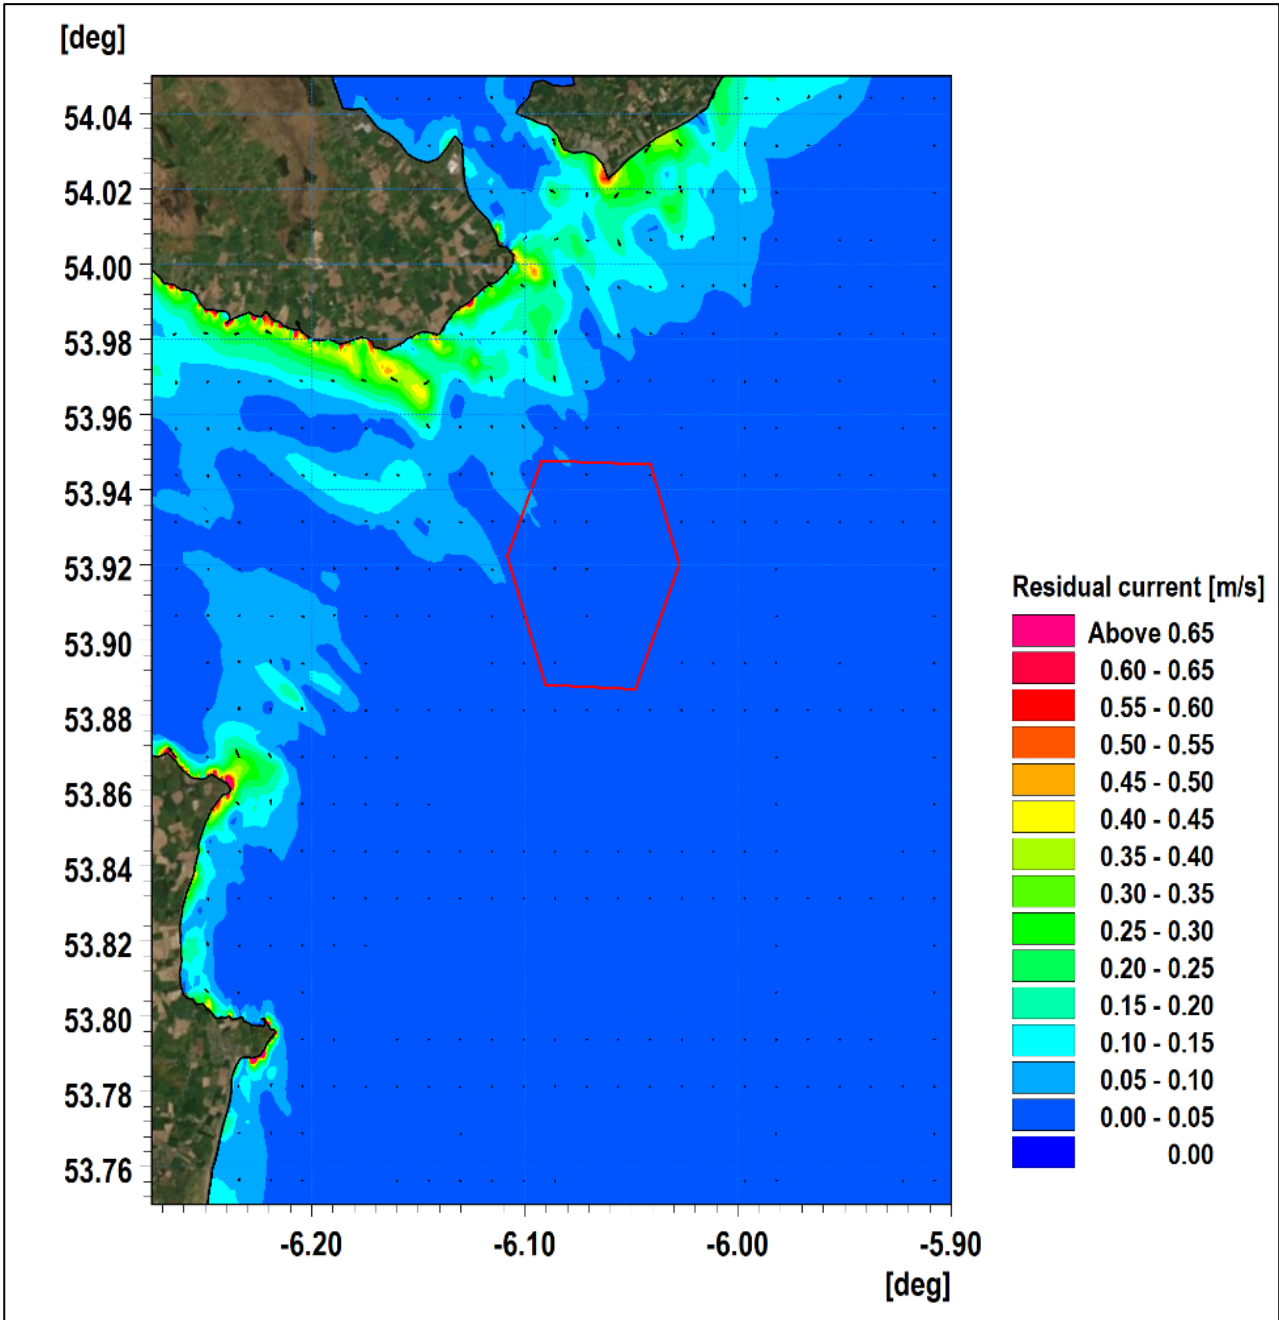 [deg]
54.04
54.02
54.00
53.98
53.96
53.94
53.92
53.90
53.88
53.86
53.84
53.82
53.80
53.78
53.76
-6.20 -6.10 -6.00 -5.90
[deg]
Residual current [m/s]
Above 0.65
0.60 - 0.65
0.55 - 0.60
0.50 - 0.55
0.45 - 0.50
0.40 - 0.45
0.35 - 0.40
0.30 - 0.35
0.25 - 0.30
0.20 - 0.25
0.15 - 0.20
0.10 - 0.15
0.05 - 0.10
0.00 - 0.05
0.00